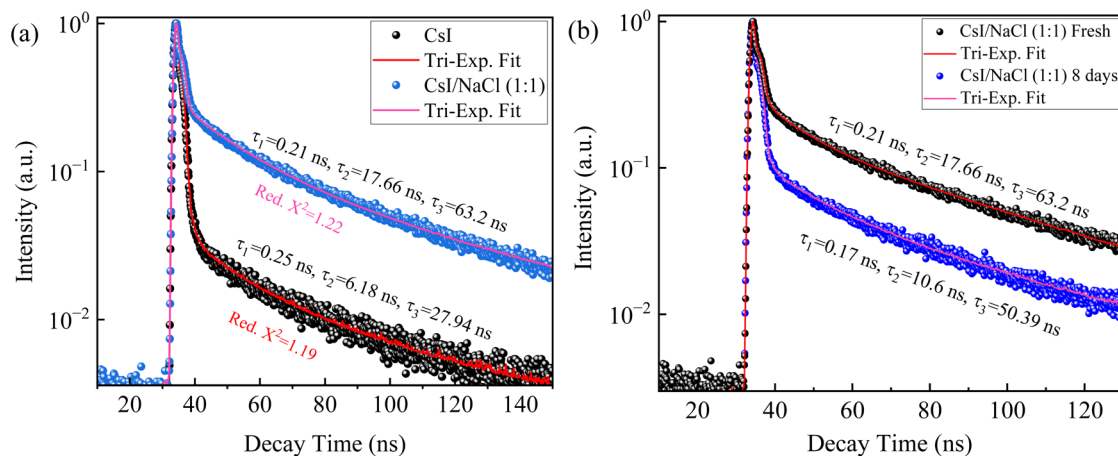 (a)
Intensity (a.u.)
10⁰
10⁻¹
10⁻²
CsI
Tri-Exp. Fit
CsI/NaCl (1:1)
Tri-Exp. Fit
τ₁=0.21 ns, τ₂=17.66 ns, τ₃=63.2 ns
Red. X²=1.22
τ₁=0.25 ns, τ₂=6.18 ns, τ₃=27.94 ns
Red. X²=1.19
20 40 60 80 100 120 140
Decay Time (ns)
(b)
Intensity (a.u.)
10⁰
10⁻¹
10⁻²
CsI/NaCl (1:1) Fresh
Tri-Exp. Fit
CsI/NaCl (1:1) 8 days
Tri-Exp. Fit
τ₁=0.21 ns, τ₂=17.66 ns, τ₃=63.2 ns
τ₁=0.17 ns, τ₂=10.6 ns, τ₃=50.39 ns
20 40 60 80 100 120
Decay Time (ns)